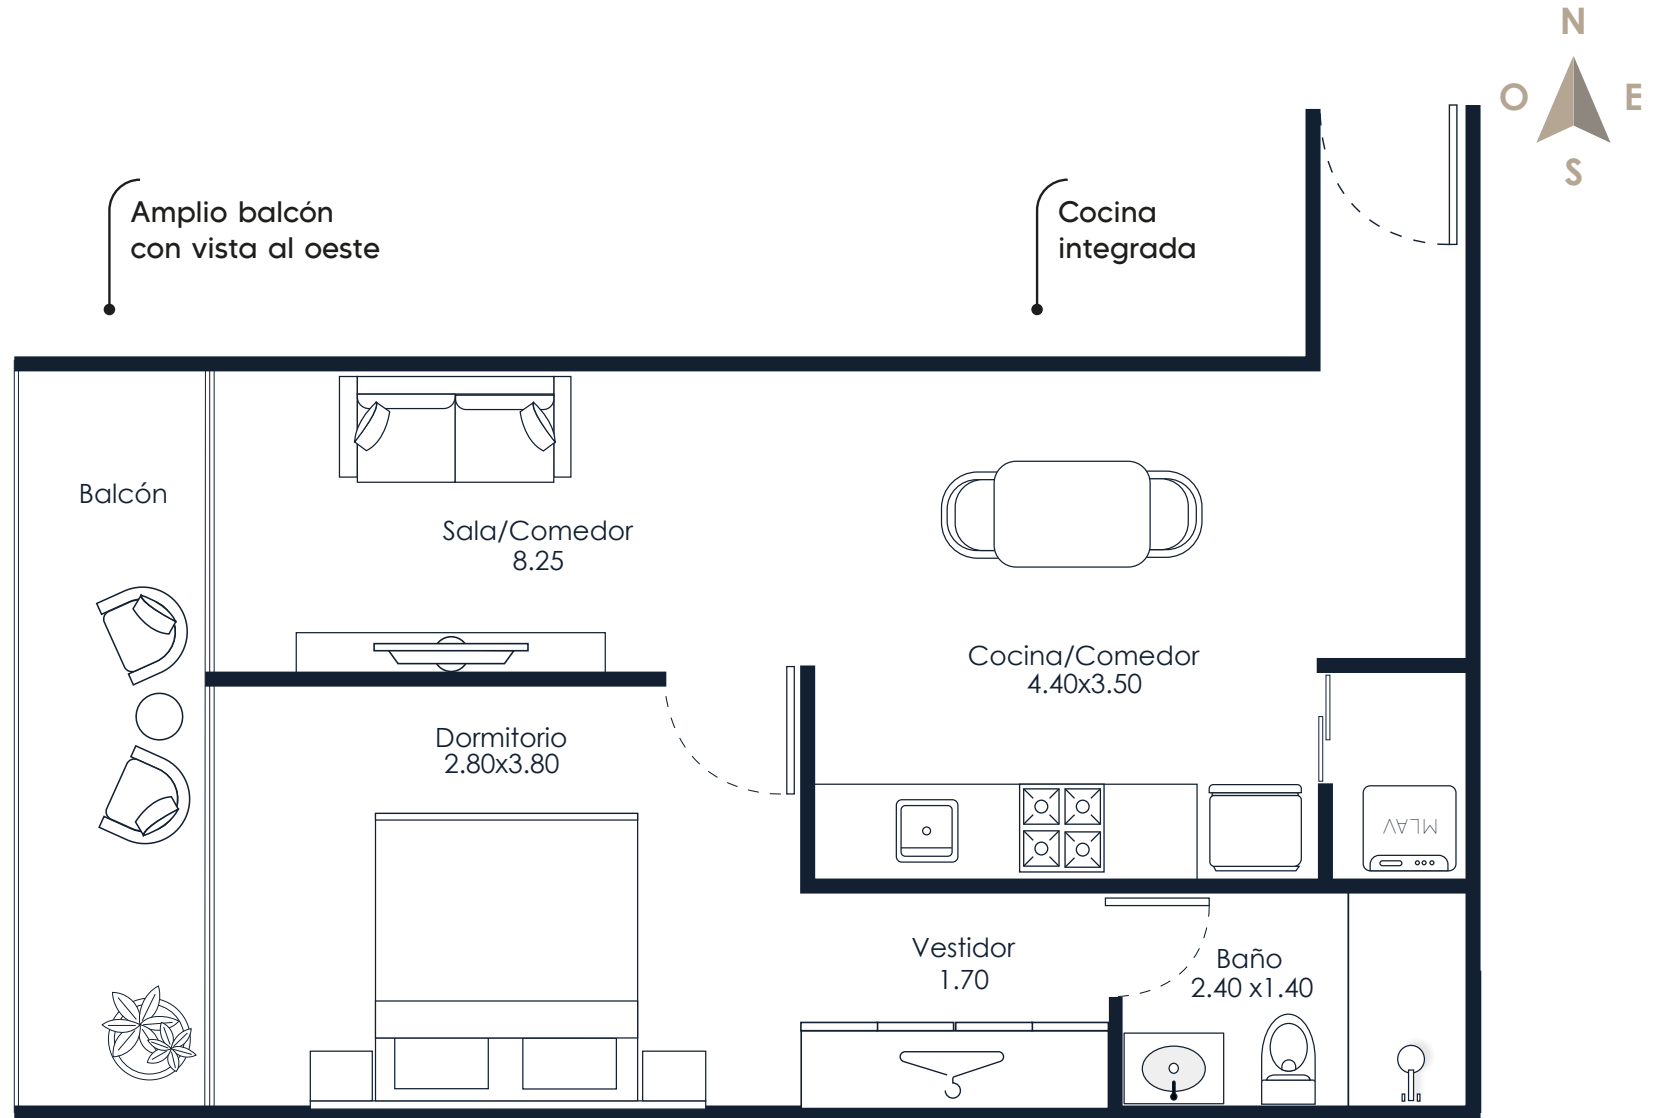 N
O E
S
Amplio balcón
con vista al oeste
Cocina
integrada
Balcón
Sala/Comedor
8.25
Cocina/Comedor
4.40x3.50
Dormitorio
2.80x3.80
MLAV
Vestidor
1.70
Baño
2.40 x1.40